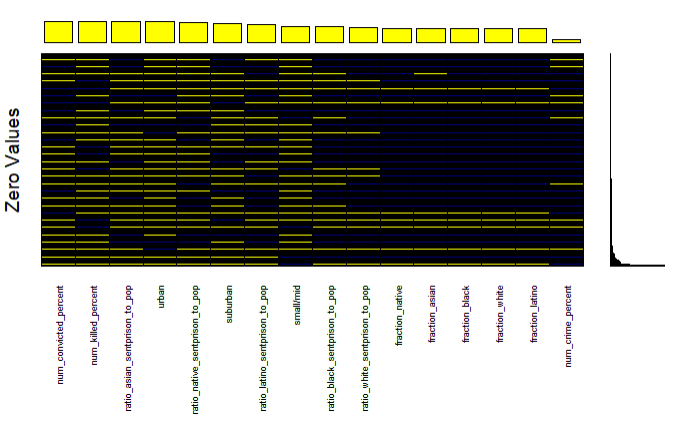 Zero Values
num_convicted_percent
num_killed_percent
ratio_asian_sentprison_to_pop
urban
ratio_native_sentprison_to_pop
suburban
ratio_latino_sentprison_to_pop
small/mid
ratio_black_sentprison_to_pop
ratio_white_sentprison_to_pop
fraction_native
fraction_asian
fraction_black
fraction_white
fraction_latino
num_crime_percent